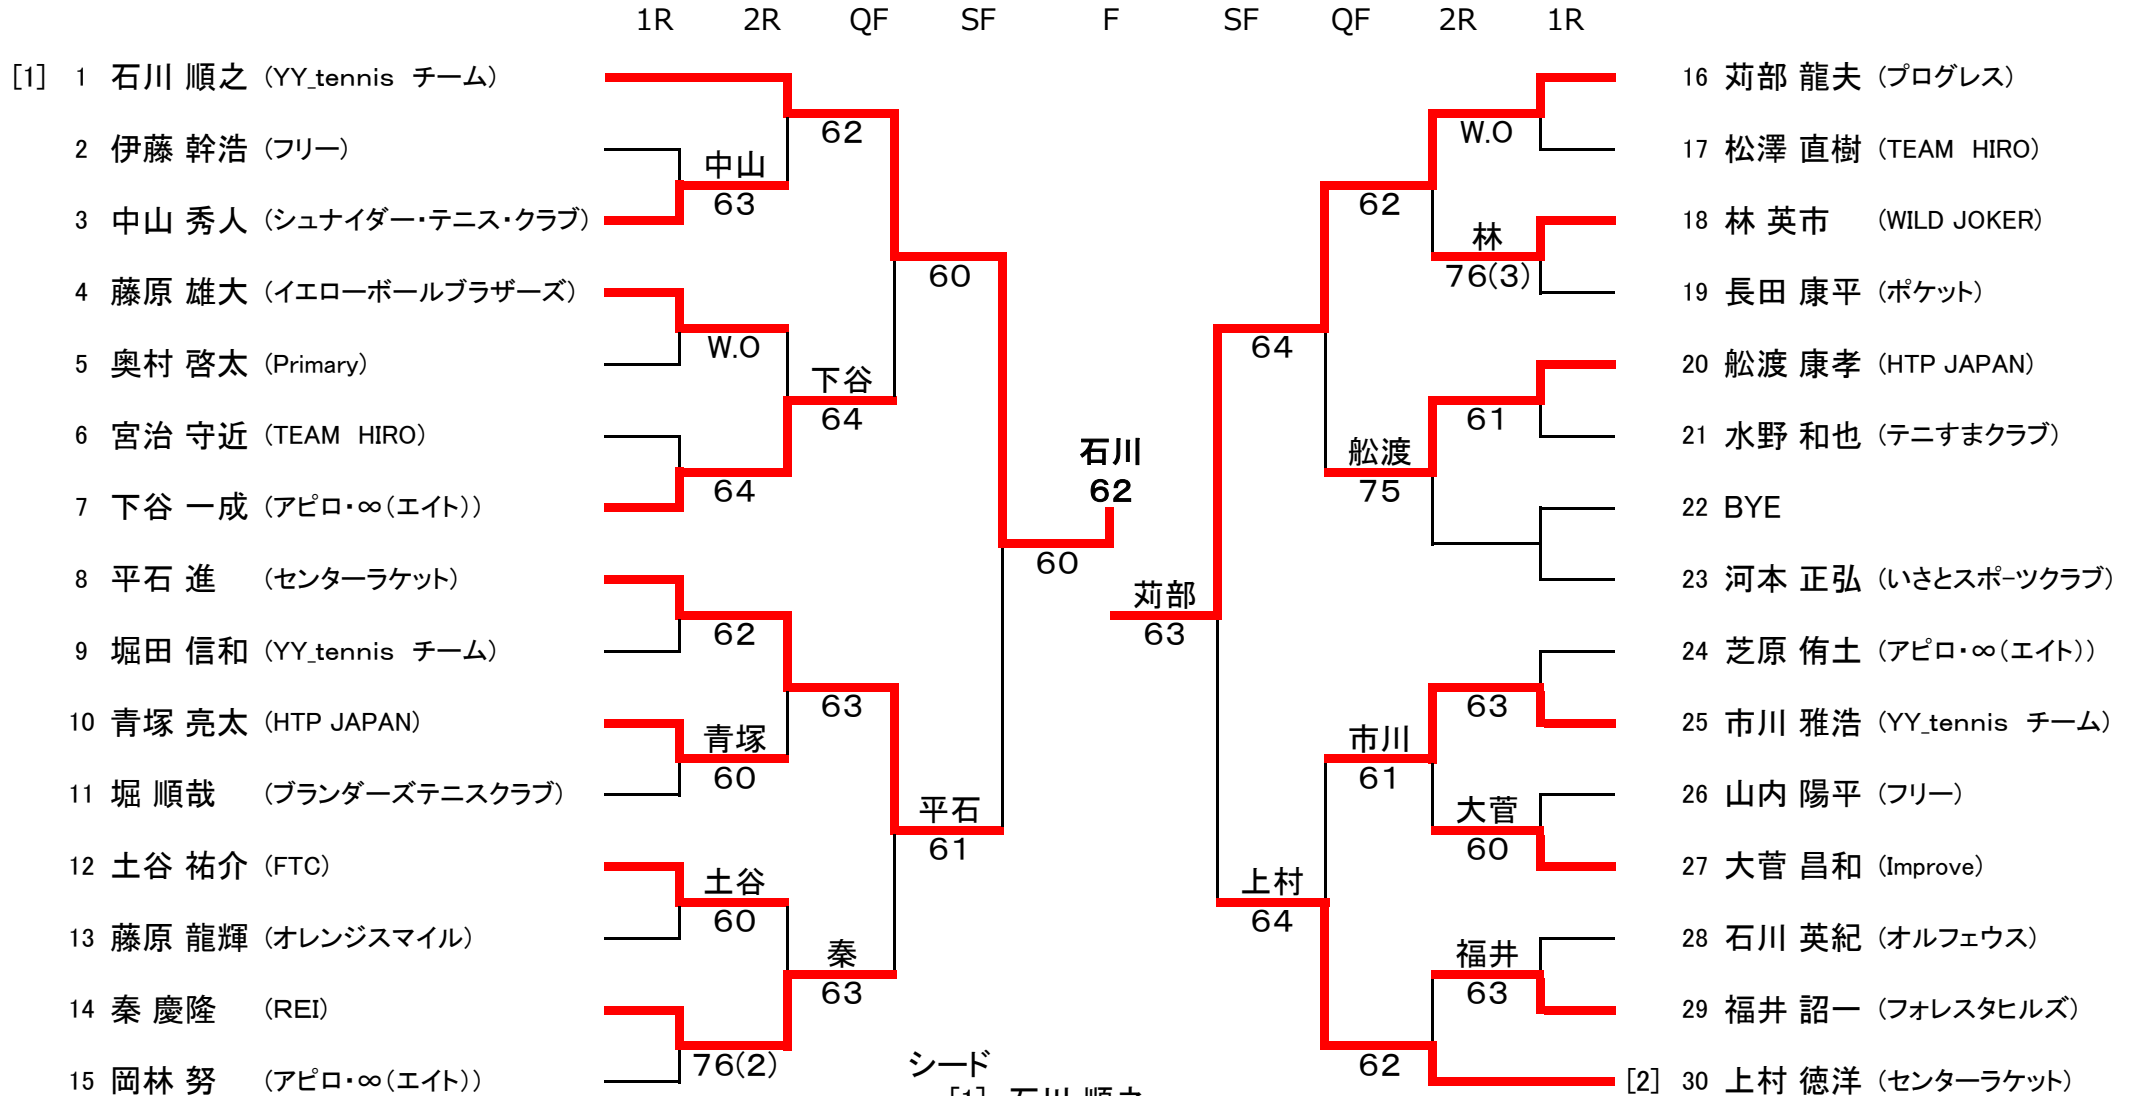 1R 2R QF SF F SF QF 2R 1R
[1] 1 石川 順之 (YY_tennis チーム)
2 伊藤 幹浩 (フリー)
3 中山 秀人 (シュナイダー・テニス・クラブ)
4 藤原 雄大 (イエローボールブラザーズ)
5 奥村 啓太 (Primary)
6 宮治 守近 (TEAM HIRO)
7 下谷 一成 (アピロ・∞(エイト))
8 平石 進 (センターラケット)
9 堀田 信和 (YY_tennis チーム)
10 青塚 亮太 (HTP JAPAN)
11 堀 順哉 (ブランダーズテニスクラブ)
12 土谷 祐介 (FTC)
13 藤原 龍輝 (オレンジスマイル)
14 秦 慶隆 (REI)
15 岡林 努 (アピロ・∞(エイト))
中山
63
W.O
64
62
青塚
60
土谷
60
76(2)
62
下谷
64
63
秦
63
60
平石
61
60
石川
62
苅部
63
64
上村
64
62
舩渡
75
市川
61
62
W.O
林
76(3)
61
63
大菅
60
福井
63
16 苅部 龍夫 (プログレス)
17 松澤 直樹 (TEAM HIRO)
18 林 英市 (WILD JOKER)
19 長田 康平 (ポケット)
20 舩渡 康孝 (HTP JAPAN)
21 水野 和也 (テニすまクラブ)
22 BYE
23 河本 正弘 (いさとスポーツクラブ)
24 芝原 侑士 (アピロ・∞(エイト))
25 市川 雅浩 (YY_tennis チーム)
26 山内 陽平 (フリー)
27 大菅 昌和 (Improve)
28 石川 英紀 (オルフェウス)
29 福井 詔一 (フォレスタヒルズ)
[2] 30 上村 徳洋 (センターラケット)
シード
[1] 石川 順之